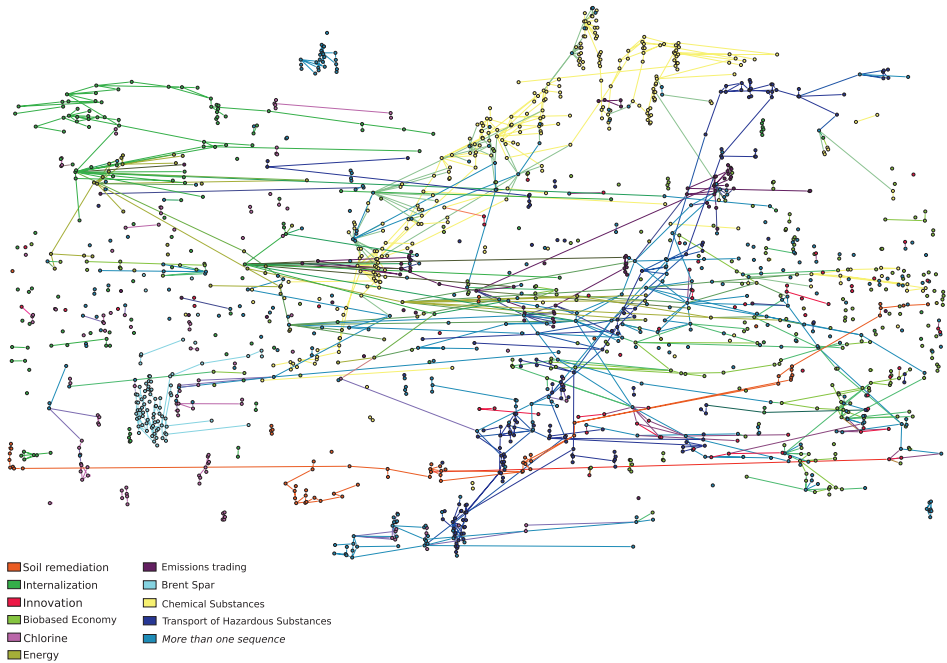 Soil remediation
Internalization
Innovation
Biobased Economy
Chlorine
Energy
Emissions trading
Brent Spar
Chemical Substances
Transport of Hazardous Substances
More than one sequence